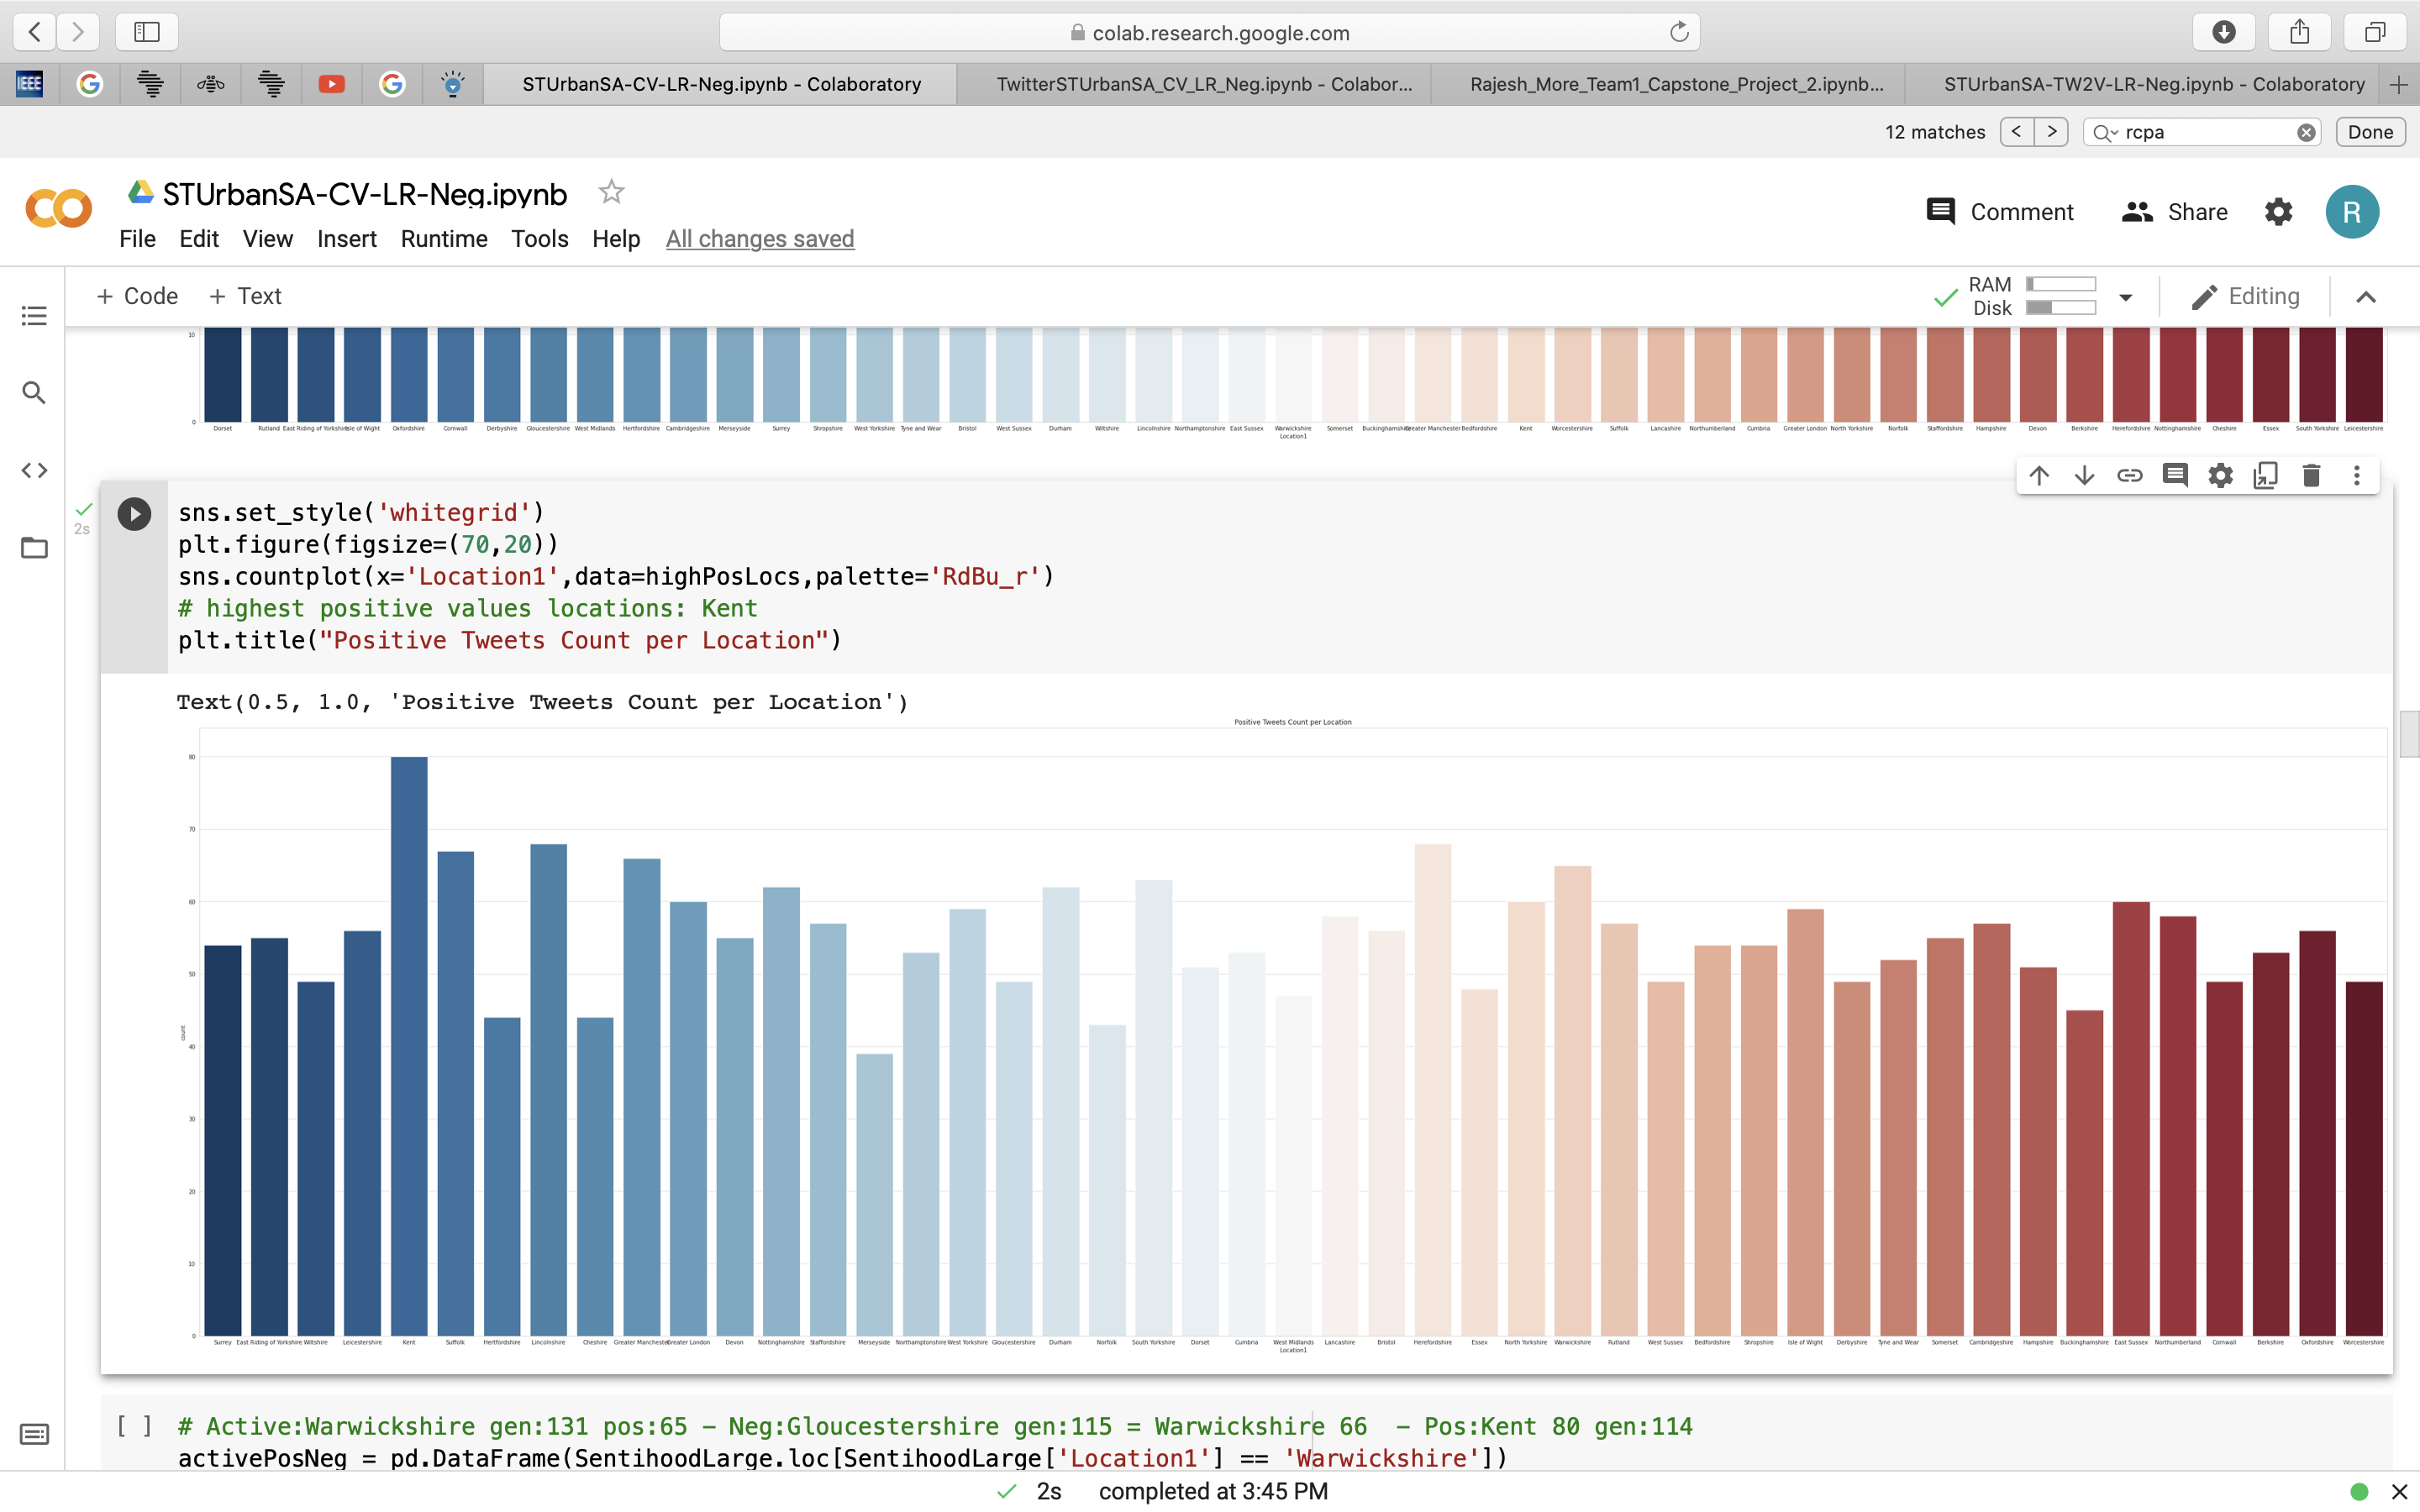 colab.research.google.com
IEEE
STUrbanSA-CV-LR-Neg.ipynb - Colaboratory
TwitterSTUrbanSA_CV_LR_Neg.ipynb - Colabor...
Rajesh_More_Team1_Capstone_Project_2.ipynb...
STUrbanSA-TW2V-LR-Neg.ipynb - Colaboratory
12 matches < > rcpa Done
STUrbanSA-CV-LR-Neg.ipynb
Comment Share R
File Edit View Insert Runtime Tools Help All changes saved
+ Code + Text
RAM
Disk
Editing
10
0
Dorset Rutland East Riding of Yorkshire Isle of Wight Oxfordshire Cornwall Derbyshire Gloucestershire West Midlands Hertfordshire Cambridgeshire Merseyside Surrey Shropshire West Yorkshire Tyne and Wear Bristol West Sussex Durham Wiltshire Lincolnshire Northamptonshire East Sussex Warwickshire Somerset Buckinghamshire Greater Manchester Bedfordshire Kent Worcestershire Suffolk Lancashire Northumberland Cumbria Greater London North Yorkshire Norfolk Staffordshire Hampshire Devon Berkshire Herefordshire Nottinghamshire Cheshire Essex South Yorkshire Leicestershire
Location1
2s
sns.set_style('whitegrid')
plt.figure(figsize=(70,20))
sns.countplot(x='Location1',data=highPosLocs,palette='RdBu_r')
# highest positive values locations: Kent
plt.title("Positive Tweets Count per Location")
Text(0.5, 1.0, 'Positive Tweets Count per Location')
Positive Tweets Count per Location
80
70
60
50
count
40
30
20
10
0
Surrey East Riding of Yorkshire Wiltshire Leicestershire Kent Suffolk Hertfordshire Lincolnshire Cheshire Greater Manchester Greater London Devon Nottinghamshire Staffordshire Merseyside Northamptonshire West Yorkshire Gloucestershire Durham Norfolk South Yorkshire Dorset Cumbria West Midlands Lancashire Bristol Herefordshire Essex North Yorkshire Warwickshire Rutland West Sussex Bedfordshire Shropshire Isle of Wight Derbyshire Tyne and Wear Somerset Cambridgeshire Hampshire Buckinghamshire East Sussex Northumberland Cornwall Berkshire Oxfordshire Worcestershire
Location1
[ ] # Active:Warwickshire gen:131 pos:65 - Neg:Gloucestershire gen:115 = Warwickshire 66 - Pos:Kent 80 gen:114
activePosNeg = pd.DataFrame(SentihoodLarge.loc[SentihoodLarge['Location1'] == 'Warwickshire'])
2s completed at 3:45 PM